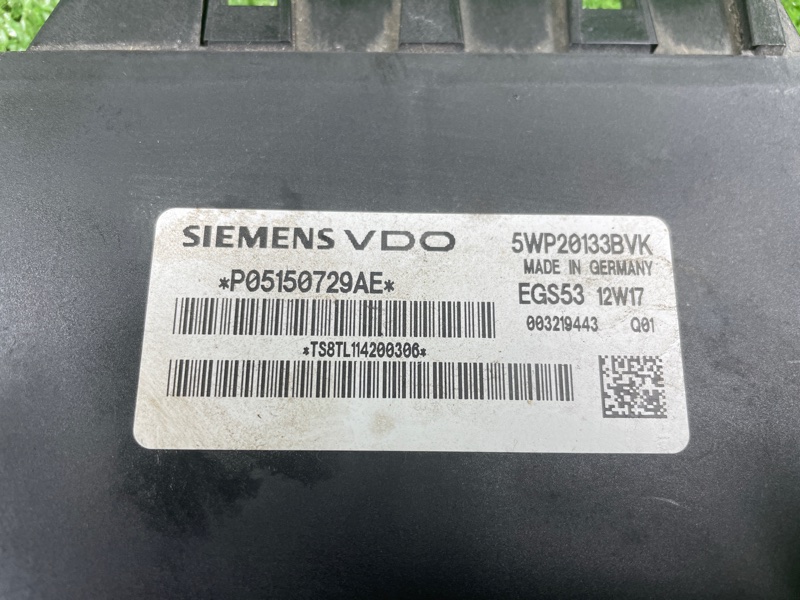 SIEMENS VDO
5WP20133BVK
MADE IN GERMANY
*P05150729AE*
EGS53 12W17
003219443 Q01
*TS8TL114200306*